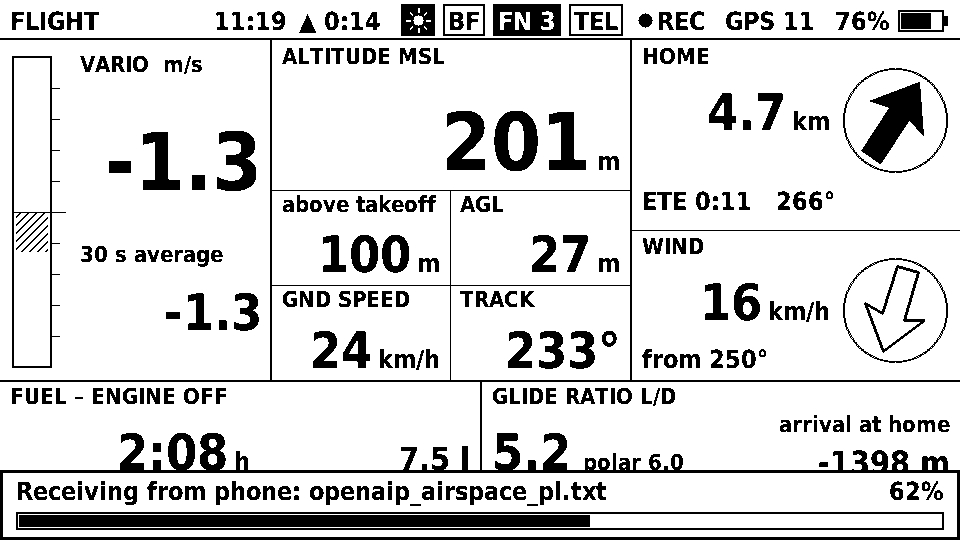 FLIGHT 11:19 ▲ 0:14 BF FN 3 TEL ●REC GPS 11 76%
VARIO m/s
-1.3
30 s average
-1.3
ALTITUDE MSL
201 m
above takeoff
100 m
AGL
27 m
GND SPEED
24 km/h
TRACK
233°
HOME
4.7 km
ETE 0:11 266°
WIND
16 km/h
from 250°
FUEL – ENGINE OFF
2:08 h 7.5 l
GLIDE RATIO L/D
arrival at home
5.2 polar 6.0 -1398 m
Receiving from phone: openaip_airspace_pl.txt 62%